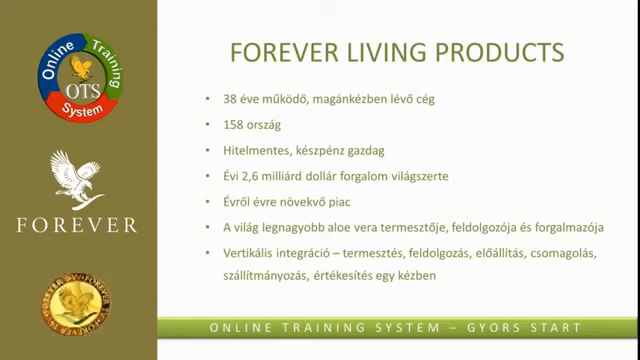 Online
Training
OTS
System
FOREVER
FOREVER LIVING PRODUCTS
• 38 éve működő, magánkézben lévő cég
• 158 ország
• Hitelmentes, készpénz gazdag
• Évi 2,6 milliárd dollár forgalom világszerte
• Évről évre növekvő piac
• A világ legnagyobb aloe vera termesztője, feldolgozója és forgalmazója
• Vertikális integráció – termesztés, feldolgozás, előállítás, csomagolás,
szállítmányozás, értékesítés egy kézben
ONLINE TRAINING SYSTEM – GYORS START